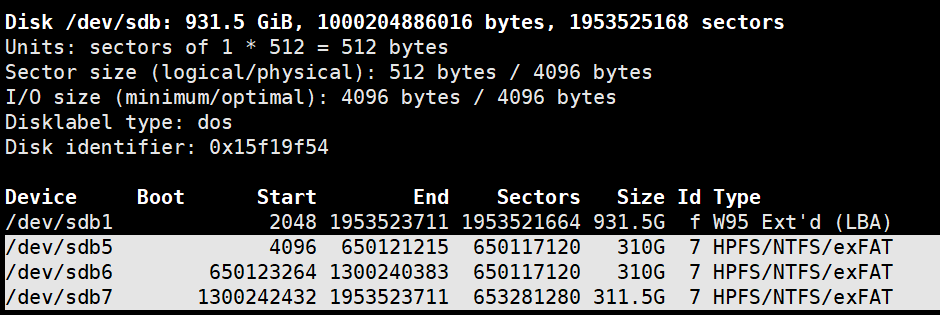 Disk /dev/sdb: 931.5 GiB, 1000204886016 bytes, 1953525168 sectors
Units: sectors of 1 * 512 = 512 bytes
Sector size (logical/physical): 512 bytes / 4096 bytes
I/O size (minimum/optimal): 4096 bytes / 4096 bytes
Disklabel type: dos
Disk identifier: 0x15f19f54

Device     Boot      Start        End    Sectors   Size Id Type
/dev/sdb1             2048 1953523711 1953521664 931.5G  f W95 Ext'd (LBA)
/dev/sdb5             4096  650121215  650117120   310G  7 HPFS/NTFS/exFAT
/dev/sdb6        650123264 1300240383  650117120   310G  7 HPFS/NTFS/exFAT
/dev/sdb7       1300242432 1953523711  653281280 311.5G  7 HPFS/NTFS/exFAT